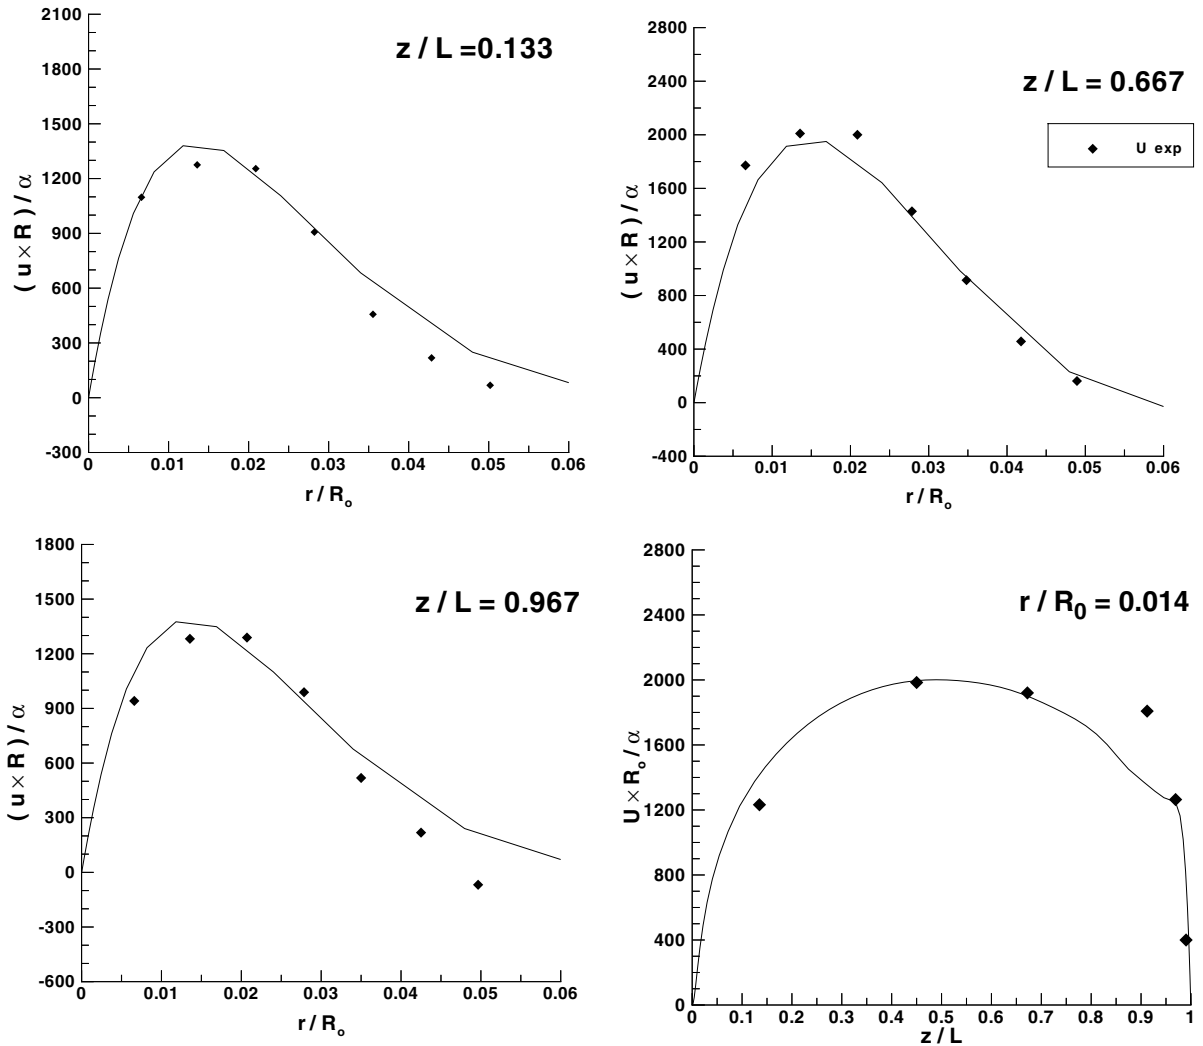 z / L =0.133
( u × R ) / α
2100
1800
1500
1200
900
600
300
0
-300
0 0.01 0.02 0.03 0.04 0.05 0.06
r / Ro
z / L = 0.667
U exp
( u × R ) / α
2800
2400
2000
1600
1200
800
400
0
-400
0 0.01 0.02 0.03 0.04 0.05 0.06
r / Ro
z / L = 0.967
( u × R ) / α
1800
1500
1200
900
600
300
0
-300
-600
0 0.01 0.02 0.03 0.04 0.05 0.06
r / Ro
r / R0 = 0.014
U × Ro / α
2800
2400
2000
1600
1200
800
400
0
0 0.1 0.2 0.3 0.4 0.5 0.6 0.7 0.8 0.9 1
z / L